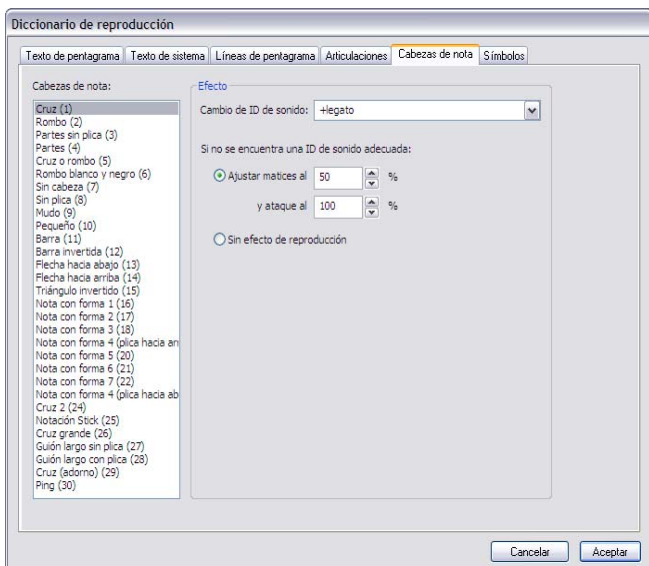 Diccionario de reproducción
Texto de pentagrama Texto de sistema Líneas de pentagrama Articulaciones Cabezas de nota Símbolos
Cabezas de nota:
Cruz (1)
Rombo (2)
Partes sin plica (3)
Partes (4)
Cruz o rombo (5)
Rombo blanco y negro (6)
Sin cabeza (7)
Sin plica (8)
Mudo (9)
Pequeño (10)
Barra (11)
Barra invertida (12)
Flecha hacia abajo (13)
Flecha hacia arriba (14)
Triángulo invertido (15)
Nota con forma 1 (16)
Nota con forma 2 (17)
Nota con forma 3 (18)
Nota con forma 4 (plica hacia arr
Nota con forma 5 (20)
Nota con forma 6 (21)
Nota con forma 7 (22)
Nota con forma 4 (plica hacia ab
Cruz 2 (24)
Notación Stick (25)
Cruz grande (26)
Guión largo sin plica (27)
Guión largo con plica (28)
Cruz (adorno) (29)
Ping (30)
Efecto
Cambio de ID de sonido: +legato
Si no se encuentra una ID de sonido adecuada:
Ajustar matices al 50 %
y ataque al 100 %
Sin efecto de reproducción
Cancelar Aceptar